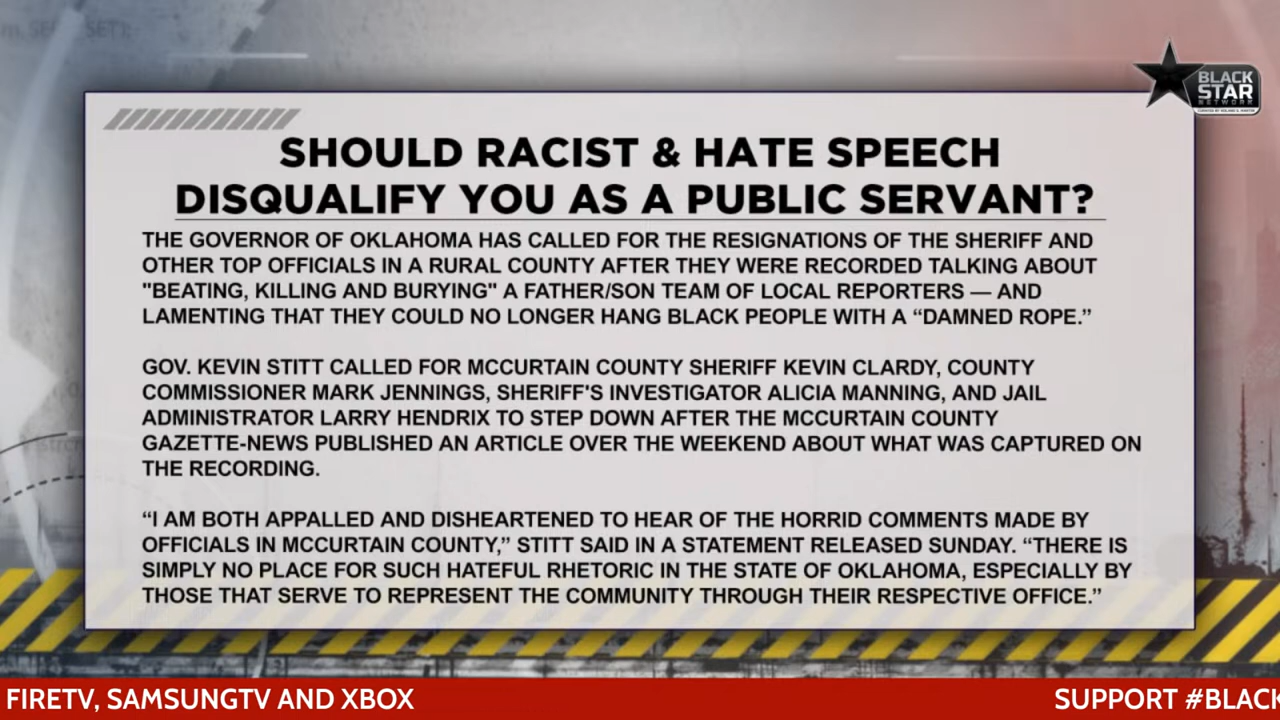 BLACK
STAR
NETWORK
SHOULD RACIST & HATE SPEECH
DISQUALIFY YOU AS A PUBLIC SERVANT?
THE GOVERNOR OF OKLAHOMA HAS CALLED FOR THE RESIGNATIONS OF THE SHERIFF AND
OTHER TOP OFFICIALS IN A RURAL COUNTY AFTER THEY WERE RECORDED TALKING ABOUT
"BEATING, KILLING AND BURYING" A FATHER/SON TEAM OF LOCAL REPORTERS — AND
LAMENTING THAT THEY COULD NO LONGER HANG BLACK PEOPLE WITH A “DAMNED ROPE.”
GOV. KEVIN STITT CALLED FOR MCCURTAIN COUNTY SHERIFF KEVIN CLARDY, COUNTY
COMMISSIONER MARK JENNINGS, SHERIFF'S INVESTIGATOR ALICIA MANNING, AND JAIL
ADMINISTRATOR LARRY HENDRIX TO STEP DOWN AFTER THE MCCURTAIN COUNTY
GAZETTE-NEWS PUBLISHED AN ARTICLE OVER THE WEEKEND ABOUT WHAT WAS CAPTURED ON
THE RECORDING.
“I AM BOTH APPALLED AND DISHEARTENED TO HEAR OF THE HORRID COMMENTS MADE BY
OFFICIALS IN MCCURTAIN COUNTY,” STITT SAID IN A STATEMENT RELEASED SUNDAY. “THERE IS
SIMPLY NO PLACE FOR SUCH HATEFUL RHETORIC IN THE STATE OF OKLAHOMA, ESPECIALLY BY
THOSE THAT SERVE TO REPRESENT THE COMMUNITY THROUGH THEIR RESPECTIVE OFFICE.”
FIRETV, SAMSUNGTV AND XBOX SUPPORT #BLACK